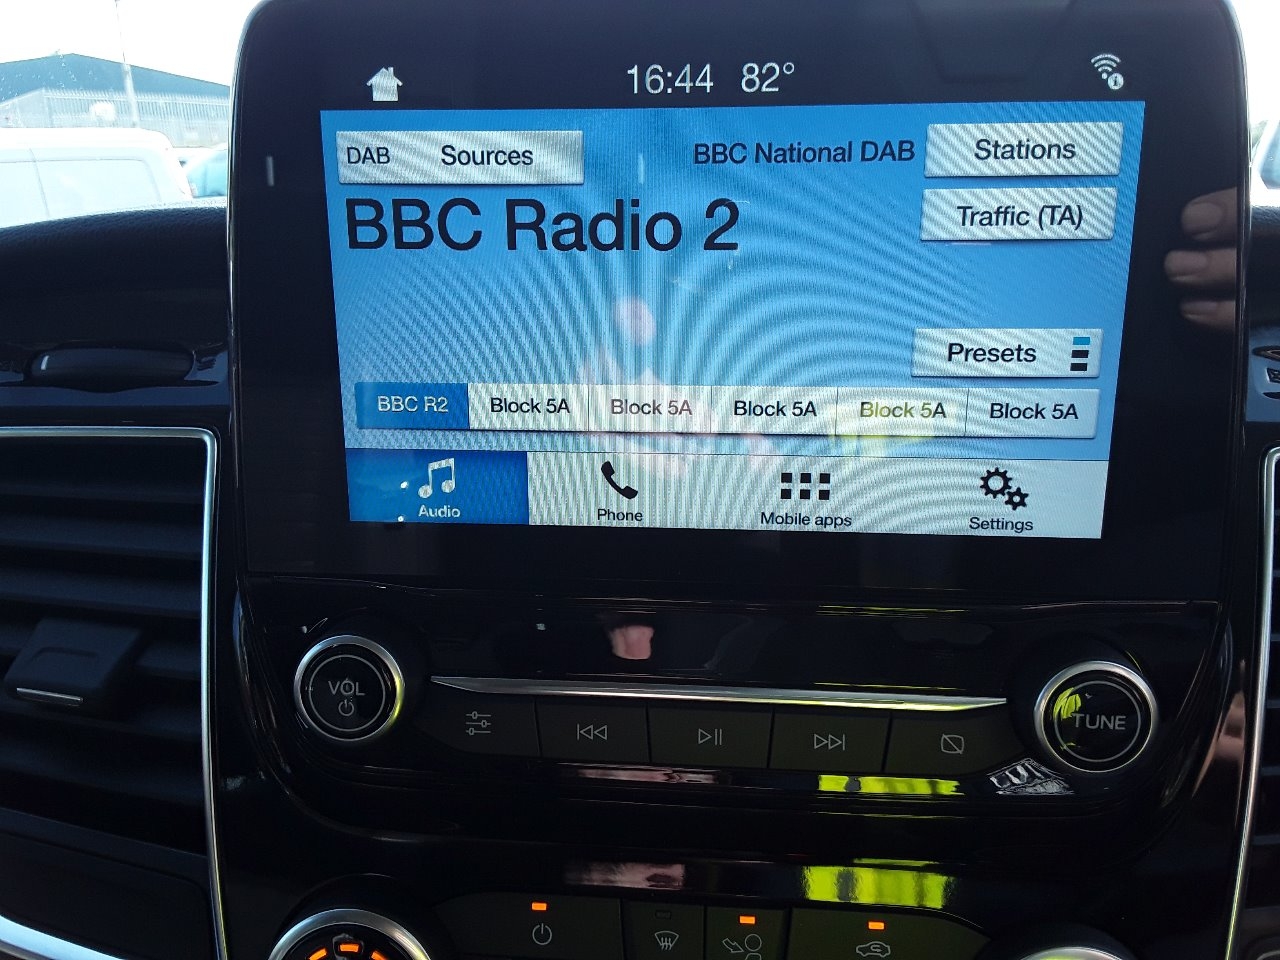 16:44 82°
DAB Sources BBC National DAB Stations
BBC Radio 2 Traffic (TA)
Presets
BBC R2 Block 5A Block 5A Block 5A Block 5A Block 5A
Audio Phone Mobile apps Settings
VOL TUNE